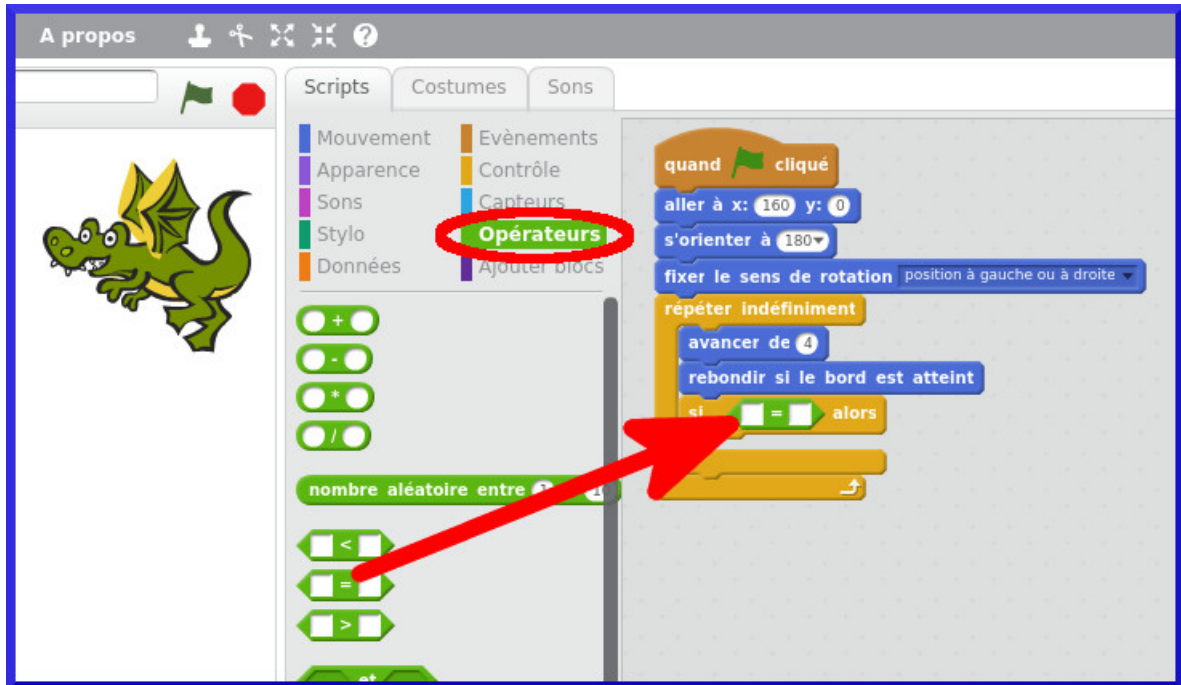 A propos
Scripts Costumes Sons
Mouvement Evènements
Apparence Contrôle
Sons Capteurs
Stylo Opérateurs
Données Ajouter blocs
+
-
*
/
nombre aléatoire entre
<
=
>
et
quand cliqué
aller à x: 160 y: 0
s'orienter à 180
fixer le sens de rotation position à gauche ou à droite
répéter indéfiniment
avancer de 4
rebondir si le bord est atteint
si = alors